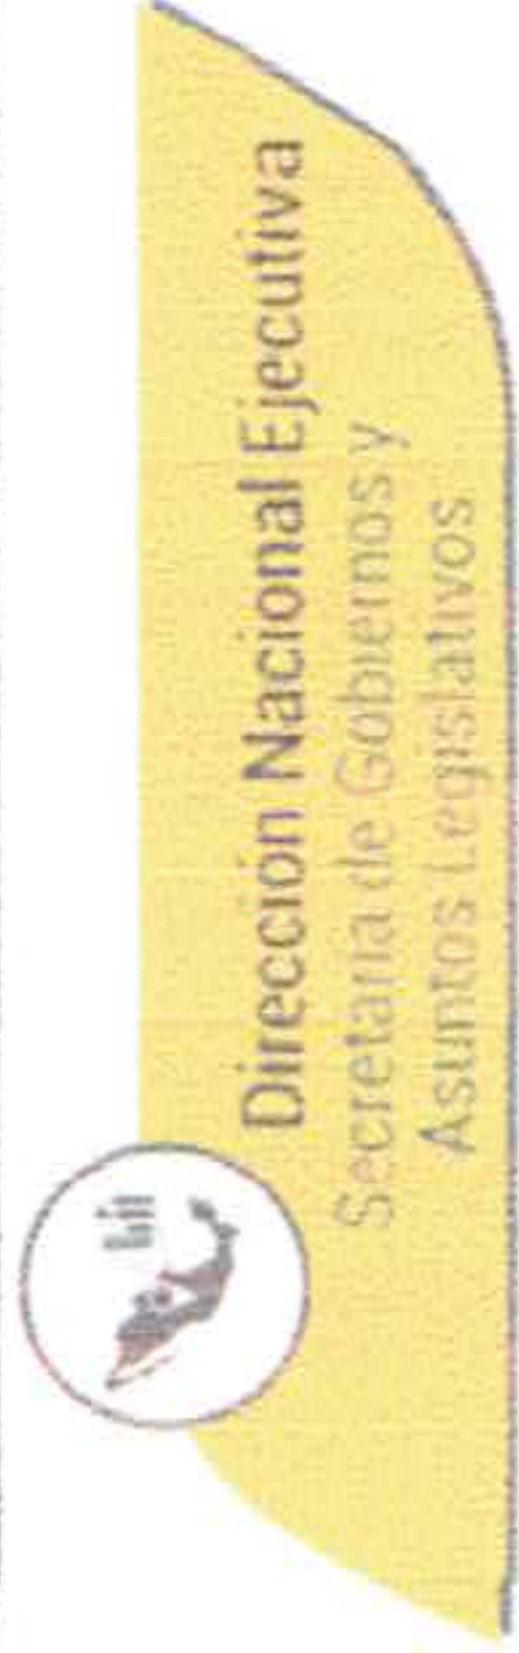 Dirección Nacional Ejecutiva
Secretaría de Gobiernos y
Asuntos Legislativos